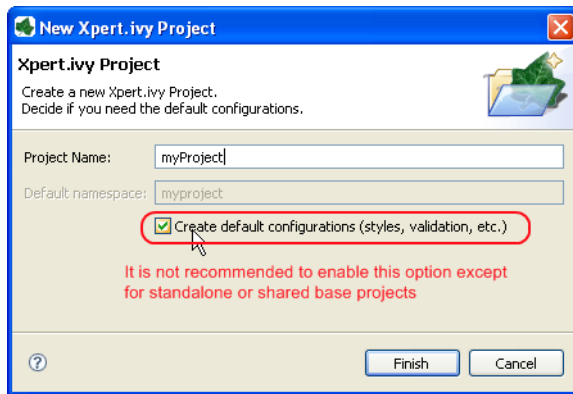 New Xpert.ivy Project
Xpert.ivy Project
Create a new Xpert.ivy Project.
Decide if you need the default configurations.
Project Name: myProject
Default namespace: myproject
Create default configurations (styles, validation, etc.)
It is not recommended to enable this option except
for standalone or shared base projects
?
Finish Cancel